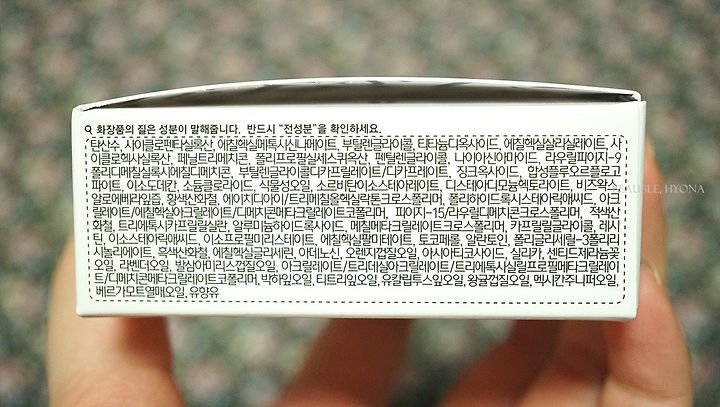 화장품의 질은 성분이 말해줍니다. 반드시 "전성분"을 확인하세요.
탄산수, 사이클로펜타실록산, 에칠헥실메톡시신나메이트, 부틸렌글라이콜, 티타늄디옥사이드, 에칠헥실살리실레이트, 사
이클로헥사실록산, 페닐트리메치콘, 폴리프로필실세스퀴옥산, 펜틸렌글라이콜, 나이아신아마이드, 라우릴피이지-9
폴리디메칠실록시에칠디메치콘, 부틸렌글라이콜디카프릴레이트/디카프레이트, 징크옥사이드, 합성플루오르플로고
파이트, 이소도데칸, 소듐클로라이드, 식물성오일, 소르비탄이소스테아레이트, 디스테아디모늄헥토라이트, 비즈왁스,
알로에베라잎즙, 황색산화철, 에이치디아이/트리메칠올헥실락톤크로스폴리머, 폴리하이드록시스테아릭애씨드, 아크
릴레이트/에칠헥실아크릴레이트/디메치콘메타크릴레이트코폴리머, 피이지-15/라우릴디메치콘크로스폴리머, 적색산
화철, 트리에톡시카프릴릴실란, 알루미늄하이드록사이드, 메칠메타크릴레이트크로스폴리머, 카프릴릴글라이콜, 레시
틴, 이소스테아릭애씨드, 이소프로필미리스테이트, 에칠헥실팔미테이트, 토코페롤, 알란토인, 폴리글리세릴-3폴리리
시놀리에이트, 흑색산화철, 에칠헥실글리세린, 아데노신, 오렌지껍질오일, 아시아티코사이드, 실리카, 센티드제라늄꽃
오일, 라벤더오일, 발삼아미리스껍질오일, 아크릴레이트/트리데실아크릴레이트/트리에톡시실릴프로필메타크릴레이
트/디메치콘메타크릴레이트코폴리머, 박하잎오일, 티트리잎오일, 유칼립투스잎오일, 왕귤껍질오일, 멕시칸주니퍼오일,
베르가모트열매오일, 유향유
HYONA